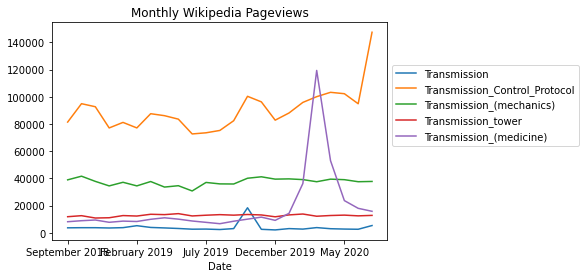 Monthly Wikipedia Pageviews
140000
120000
100000
80000
60000
40000
20000
0
September 2018 February 2019 July 2019 December 2019 May 2020
Date
Transmission
Transmission_Control_Protocol
Transmission_(mechanics)
Transmission_tower
Transmission_(medicine)